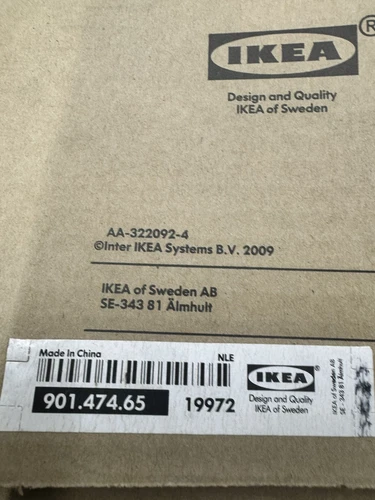 ®
IKEA
Design and Quality
IKEA of Sweden
AA-322092-4
©Inter IKEA Systems B.V. 2009
IKEA of Sweden AB
SE-343 81 Älmhult
Made in China
NLE
901.474.65
19972
IKEA
Design and Quality
IKEA of Sweden
IKEA of Sweden AB
SE - 343 81 Älmhult